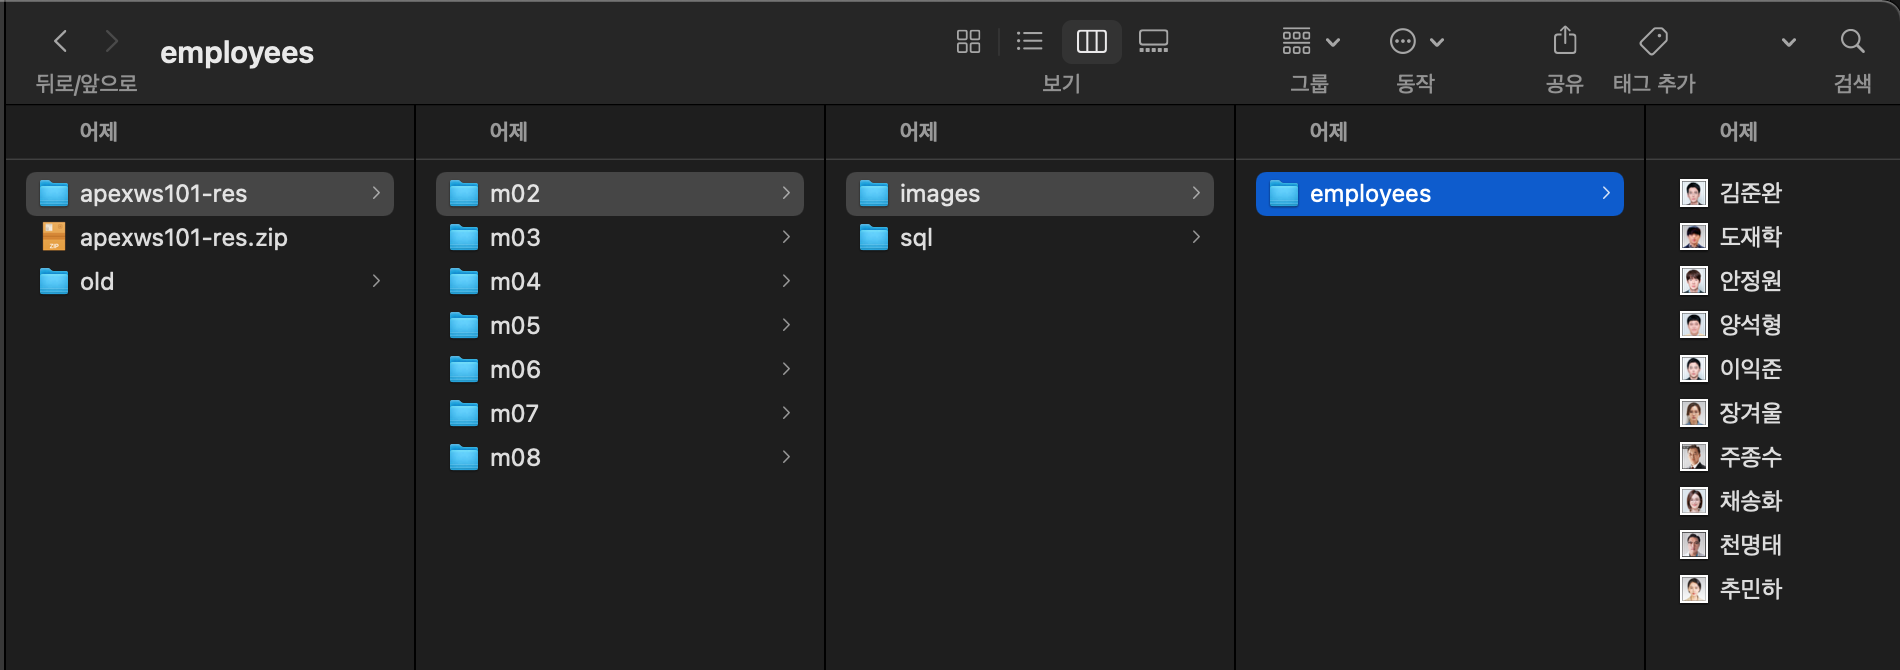 employees
뒤로/앞으로
보기
그룹
동작
공유
태그 추가
검색
어제
apexws101-res
apexws101-res.zip
old
어제
m02
m03
m04
m05
m06
m07
m08
어제
images
sql
어제
employees
어제
김준완
도재학
안정원
양석형
이익준
장겨울
주종수
채송화
천명태
추민하